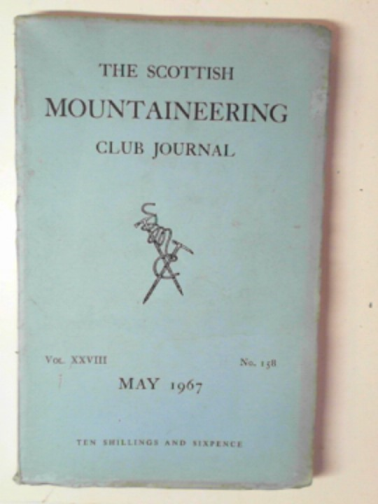 THE SCOTTISH
MOUNTAINEERING
CLUB JOURNAL
VOL. XXVIII No. 158
MAY 1967
TEN SHILLINGS AND SIXPENCE